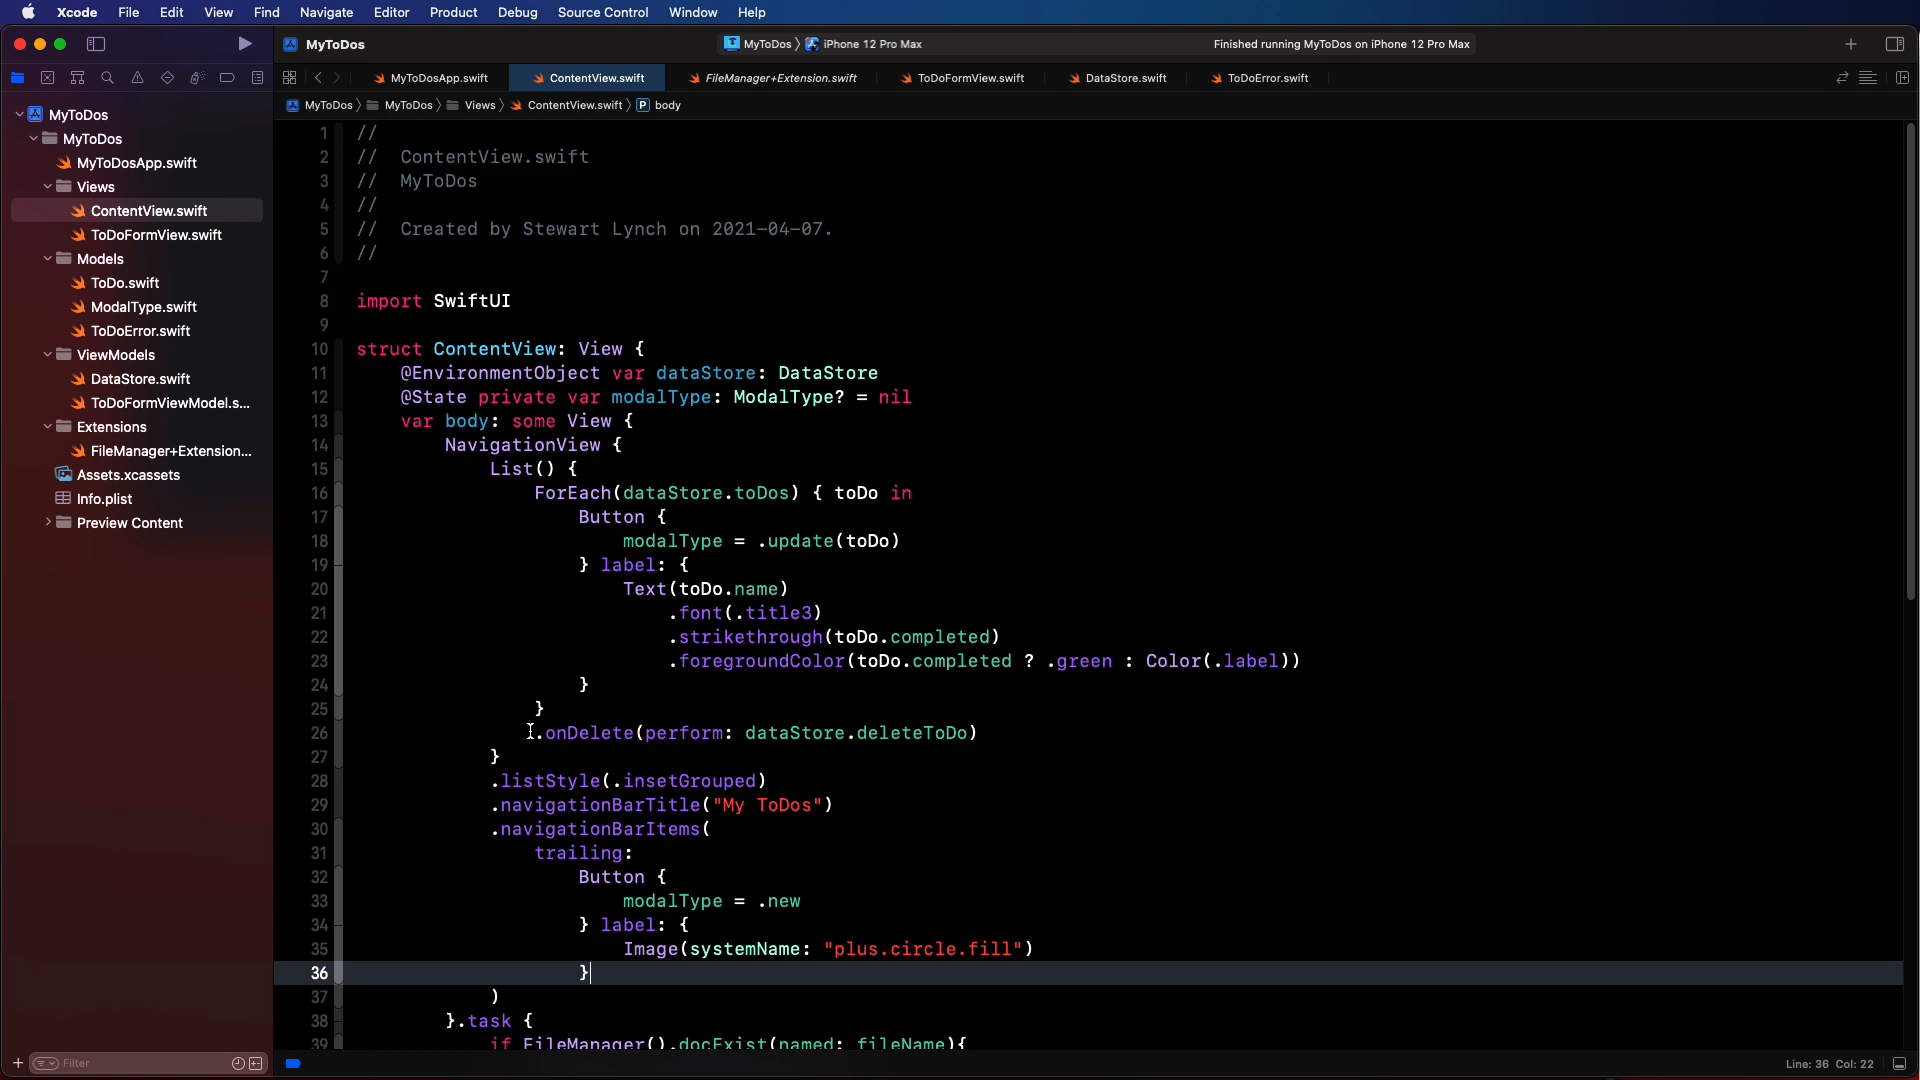 Xcode File Edit View Find Navigate Editor Product Debug Source Control Window Help
MyToDos
MyToDos 〉 iPhone 12 Pro Max
Finished running MyToDos on iPhone 12 Pro Max
MyToDosApp.swift ContentView.swift FileManager+Extension.swift ToDoFormView.swift DataStore.swift ToDoError.swift
MyToDos 〉 MyToDos 〉 Views 〉 ContentView.swift 〉 P body
MyToDos
MyToDos
MyToDosApp.swift
Views
ContentView.swift
ToDoFormView.swift
Models
ToDo.swift
ModalType.swift
ToDoError.swift
ViewModels
DataStore.swift
ToDoFormViewModel.s...
Extensions
FileManager+Extension...
Assets.xcassets
Info.plist
Preview Content
Filter
1 //
2 //  ContentView.swift
3 //  MyToDos
4 //
5 //  Created by Stewart Lynch on 2021-04-07.
6 //
7
8 import SwiftUI
9
10 struct ContentView: View {
11     @EnvironmentObject var dataStore: DataStore
12     @State private var modalType: ModalType? = nil
13     var body: some View {
14         NavigationView {
15             List() {
16                 ForEach(dataStore.toDos) { toDo in
17                     Button {
18                         modalType = .update(toDo)
19                     } label: {
20                         Text(toDo.name)
21                             .font(.title3)
22                             .strikethrough(toDo.completed)
23                             .foregroundColor(toDo.completed ? .green : Color(.label))
24                     }
25                 }
26                 .onDelete(perform: dataStore.deleteToDo)
27             }
28             .listStyle(.insetGrouped)
29             .navigationBarTitle("My ToDos")
30             .navigationBarItems(
31                 trailing:
32                     Button {
33                         modalType = .new
34                     } label: {
35                         Image(systemName: "plus.circle.fill")
36                     }
37             )
38         }.task {
39             if FileManager().docExist(named: fileName){
Line: 36 Col: 22